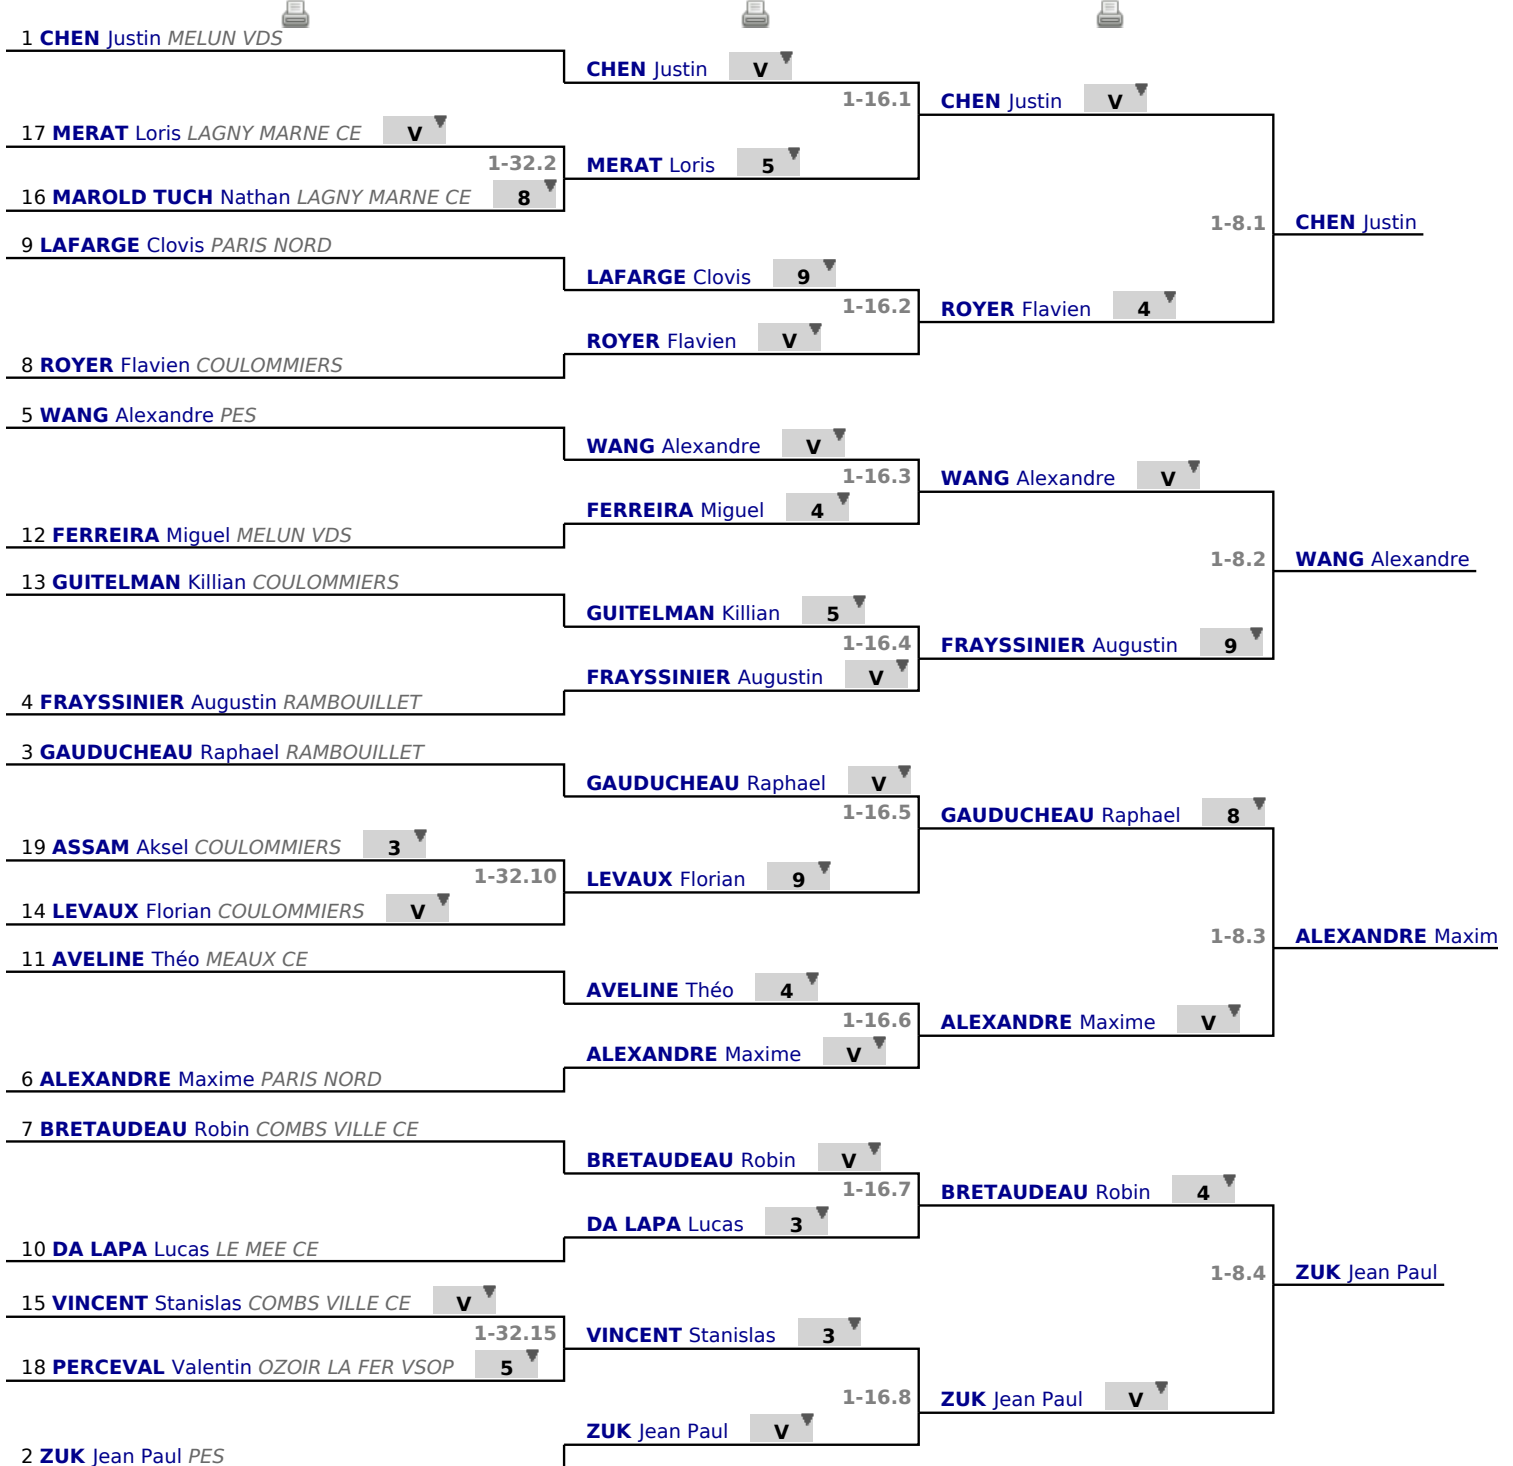 1 CHEN Justin MELUN VDS
CHEN Justin V
1-16.1
CHEN Justin V
17 MERAT Loris LAGNY MARNE CE V
1-32.2
MERAT Loris 5
16 MAROLD TUCH Nathan LAGNY MARNE CE 8
1-8.1
CHEN Justin
9 LAFARGE Clovis PARIS NORD
LAFARGE Clovis 9
1-16.2
ROYER Flavien 4
ROYER Flavien V
8 ROYER Flavien COULOMMIERS
5 WANG Alexandre PES
WANG Alexandre V
1-16.3
WANG Alexandre V
FERREIRA Miguel 4
12 FERREIRA Miguel MELUN VDS
1-8.2
WANG Alexandre
13 GUITELMAN Killian COULOMMIERS
GUITELMAN Killian 5
1-16.4
FRAYSSINIER Augustin 9
FRAYSSINIER Augustin V
4 FRAYSSINIER Augustin RAMBOUILLET
3 GAUDUCHEAU Raphael RAMBOUILLET
GAUDUCHEAU Raphael V
1-16.5
GAUDUCHEAU Raphael 8
19 ASSAM Aksel COULOMMIERS 3
1-32.10
LEVAUX Florian 9
14 LEVAUX Florian COULOMMIERS V
1-8.3
ALEXANDRE Maxim
11 AVELINE Théo MEAUX CE
AVELINE Théo 4
1-16.6
ALEXANDRE Maxime V
ALEXANDRE Maxime V
6 ALEXANDRE Maxime PARIS NORD
7 BRETAUDEAU Robin COMBS VILLE CE
BRETAUDEAU Robin V
1-16.7
BRETAUDEAU Robin 4
DA LAPA Lucas 3
10 DA LAPA Lucas LE MEE CE
1-8.4
ZUK Jean Paul
15 VINCENT Stanislas COMBS VILLE CE V
1-32.15
VINCENT Stanislas 3
18 PERCEVAL Valentin OZOIR LA FER VSOP 5
1-16.8
ZUK Jean Paul V
ZUK Jean Paul V
2 ZUK Jean Paul PES